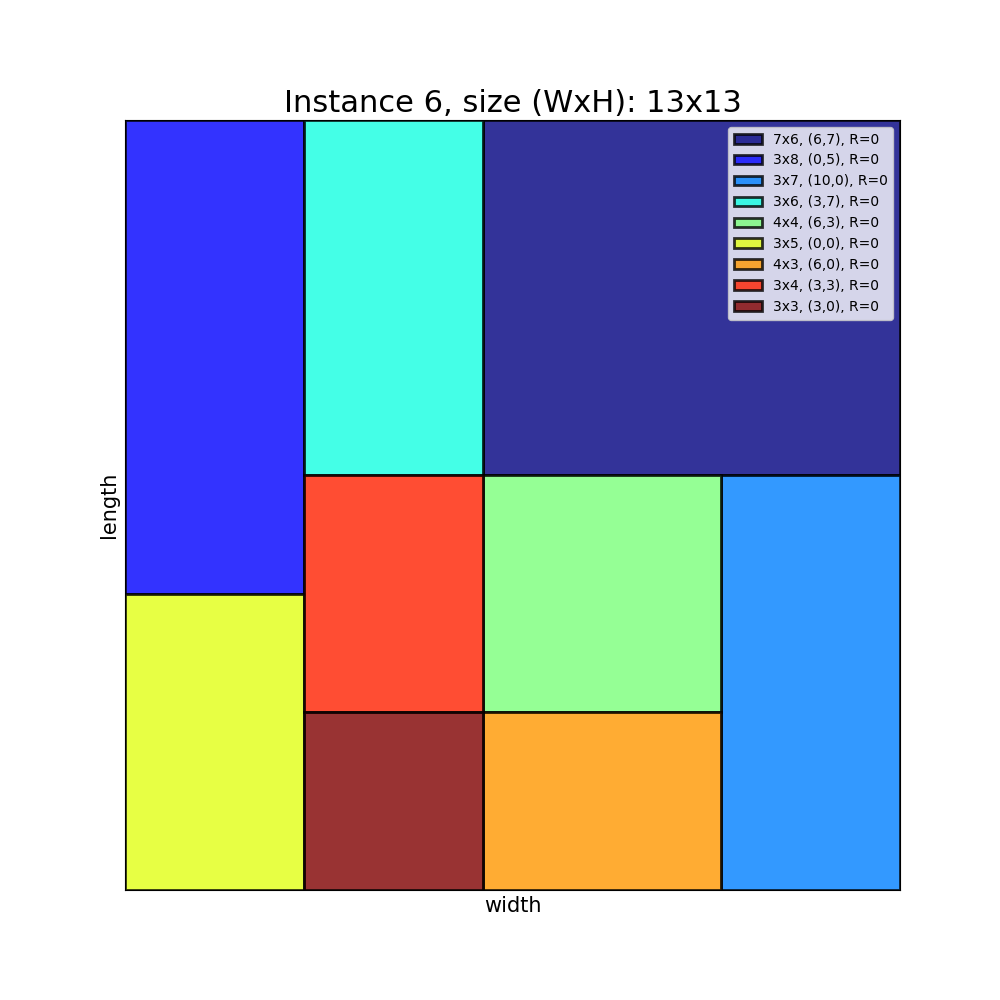 Instance 6, size (WxH): 13x13
7x6, (6,7), R=0
3x8, (0,5), R=0
3x7, (10,0), R=0
3x6, (3,7), R=0
4x4, (6,3), R=0
3x5, (0,0), R=0
4x3, (6,0), R=0
3x4, (3,3), R=0
3x3, (3,0), R=0
length
width